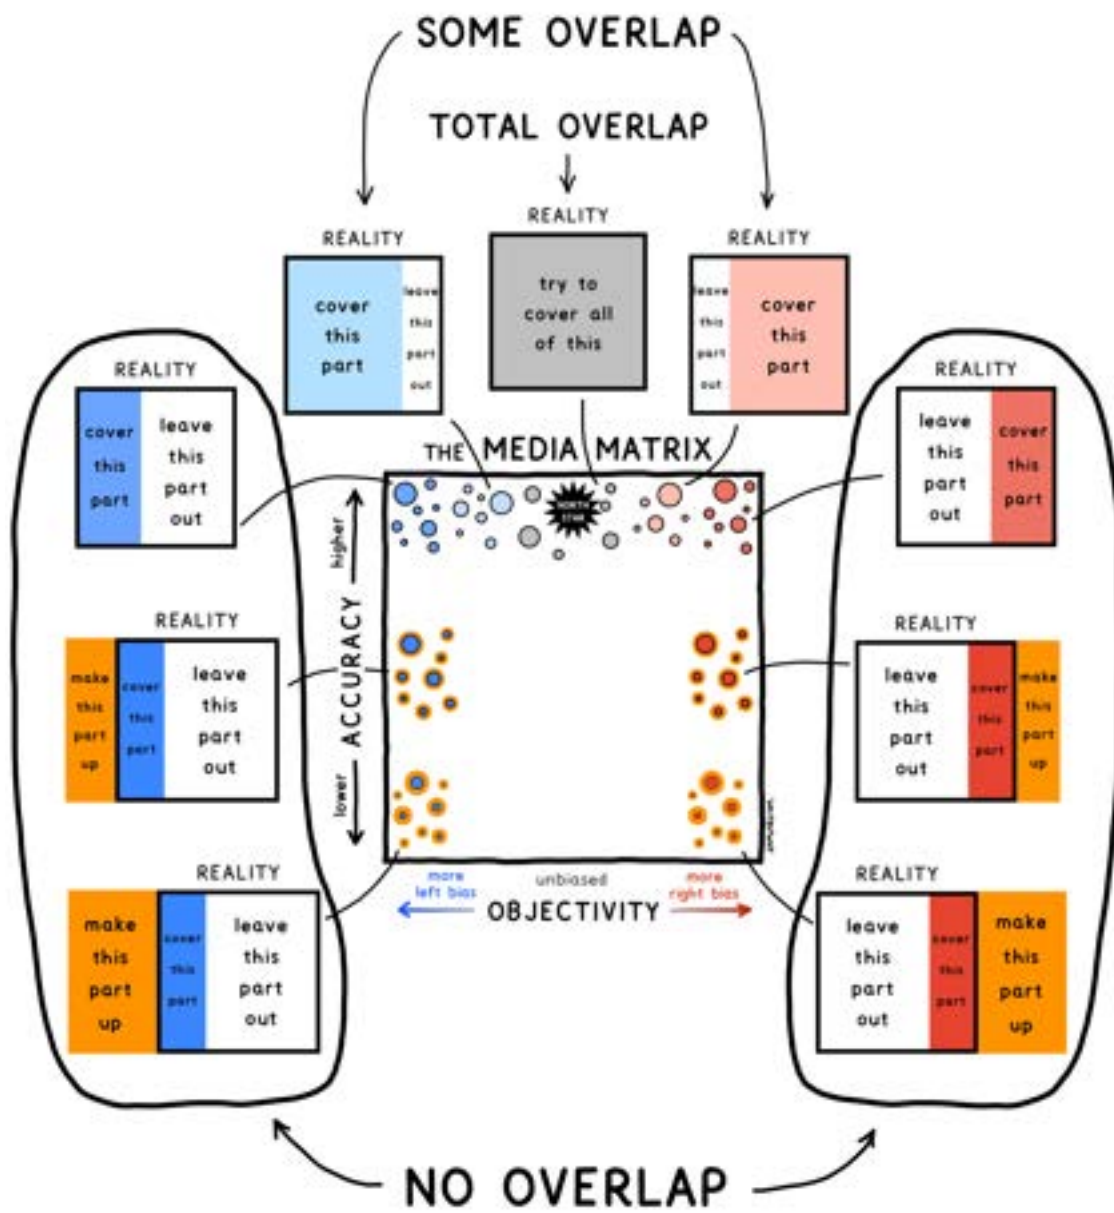 SOME OVERLAP
TOTAL OVERLAP
REALITY
REALITY
REALITY
cover
this
part
leave
this
part
out
try to
cover all
of this
leave
this
part
out
cover
this
part
REALITY
cover
this
part
leave
this
part
out
REALITY
leave
this
part
out
cover
this
part
THE MEDIA MATRIX
NORTH
STAR
higher
ACCURACY
lower
REALITY
make
this
part
up
cover
this
part
leave
this
part
out
REALITY
leave
this
part
out
cover
this
part
make
this
part
up
more
left bias
unbiased
more
right bias
OBJECTIVITY
REALITY
make
this
part
up
cover
this
part
leave
this
part
out
REALITY
leave
this
part
out
cover
this
part
make
this
part
up
NO OVERLAP